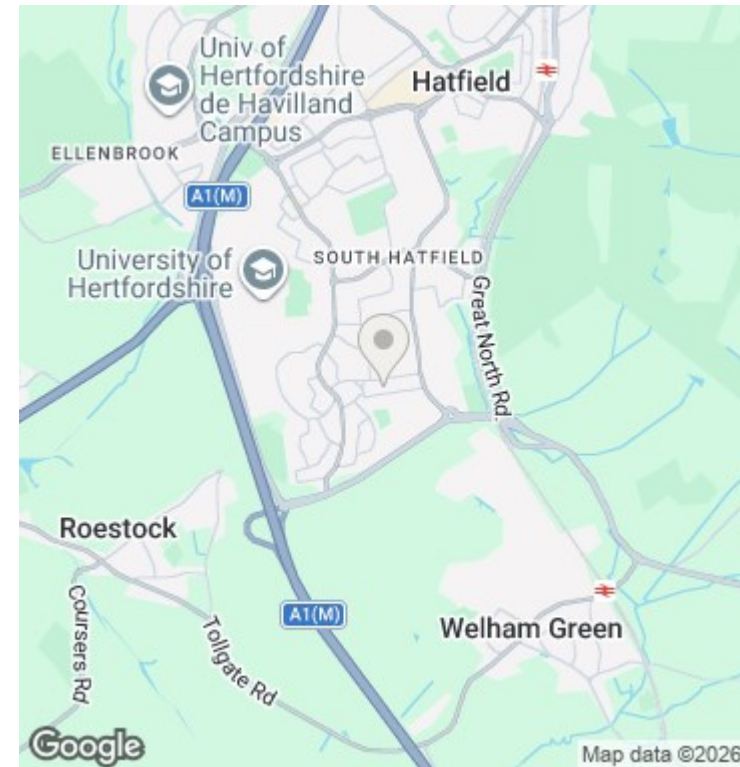 Univ of
Hertfordshire
de Havilland
Campus
Hatfield
ELLENBROOK
A1(M)
University of
Hertfordshire
SOUTH HATFIELD
Great North Rd.
Roestock
Coursers Rd
Tollgate Rd
A1(M)
Welham Green
Google
Map data ©2026